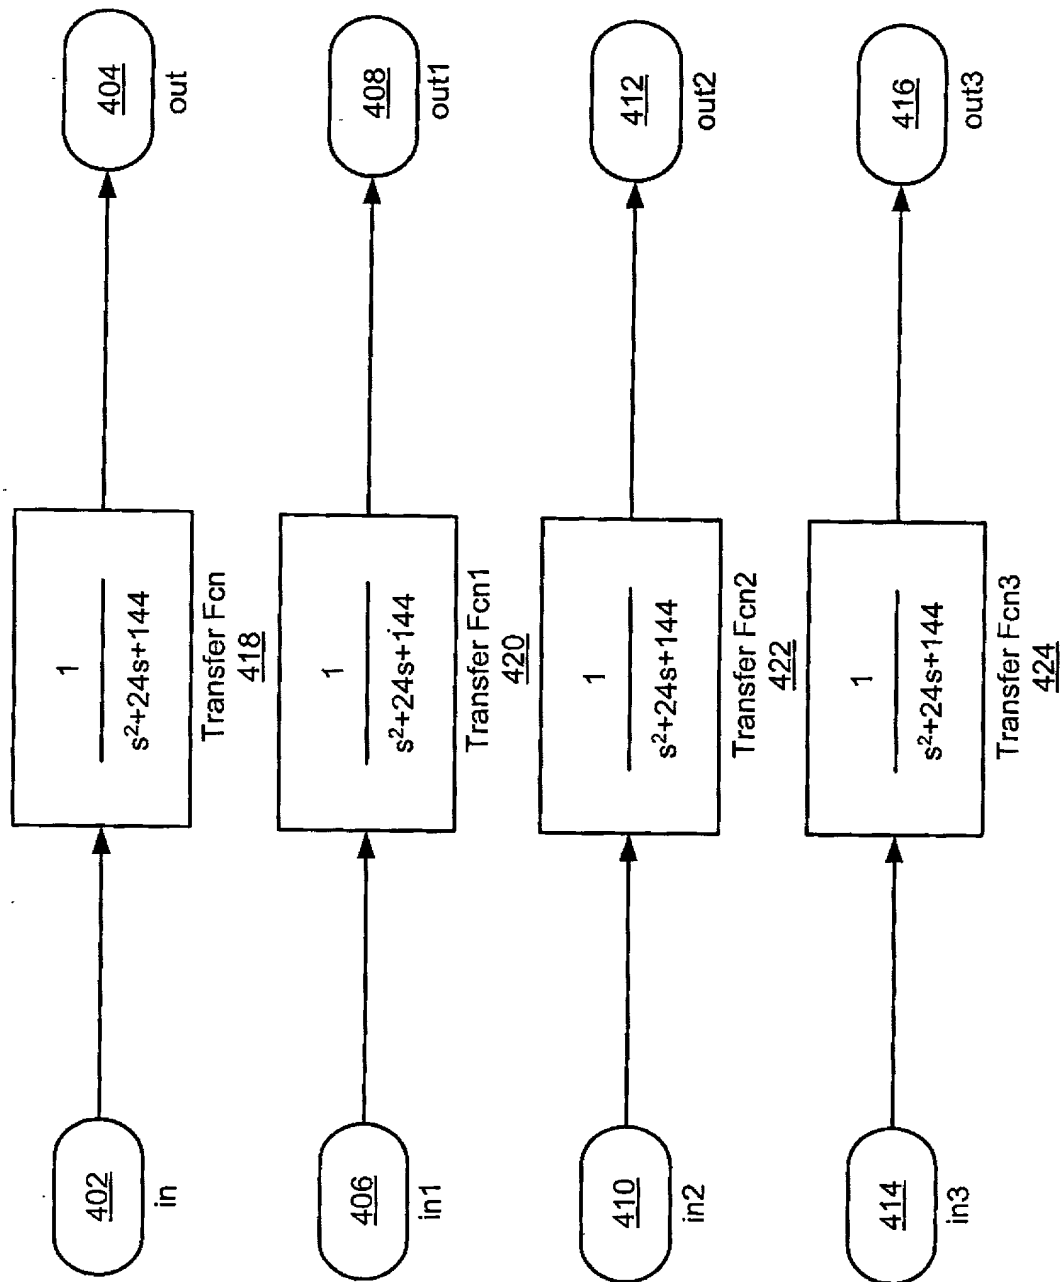 402
in
1
s²+24s+144
Transfer Fcn
418
404
out
406
in1
1
s²+24s+144
Transfer Fcn1
420
408
out1
410
in2
1
s²+24s+144
Transfer Fcn2
422
412
out2
414
in3
1
s²+24s+144
Transfer Fcn3
424
416
out3